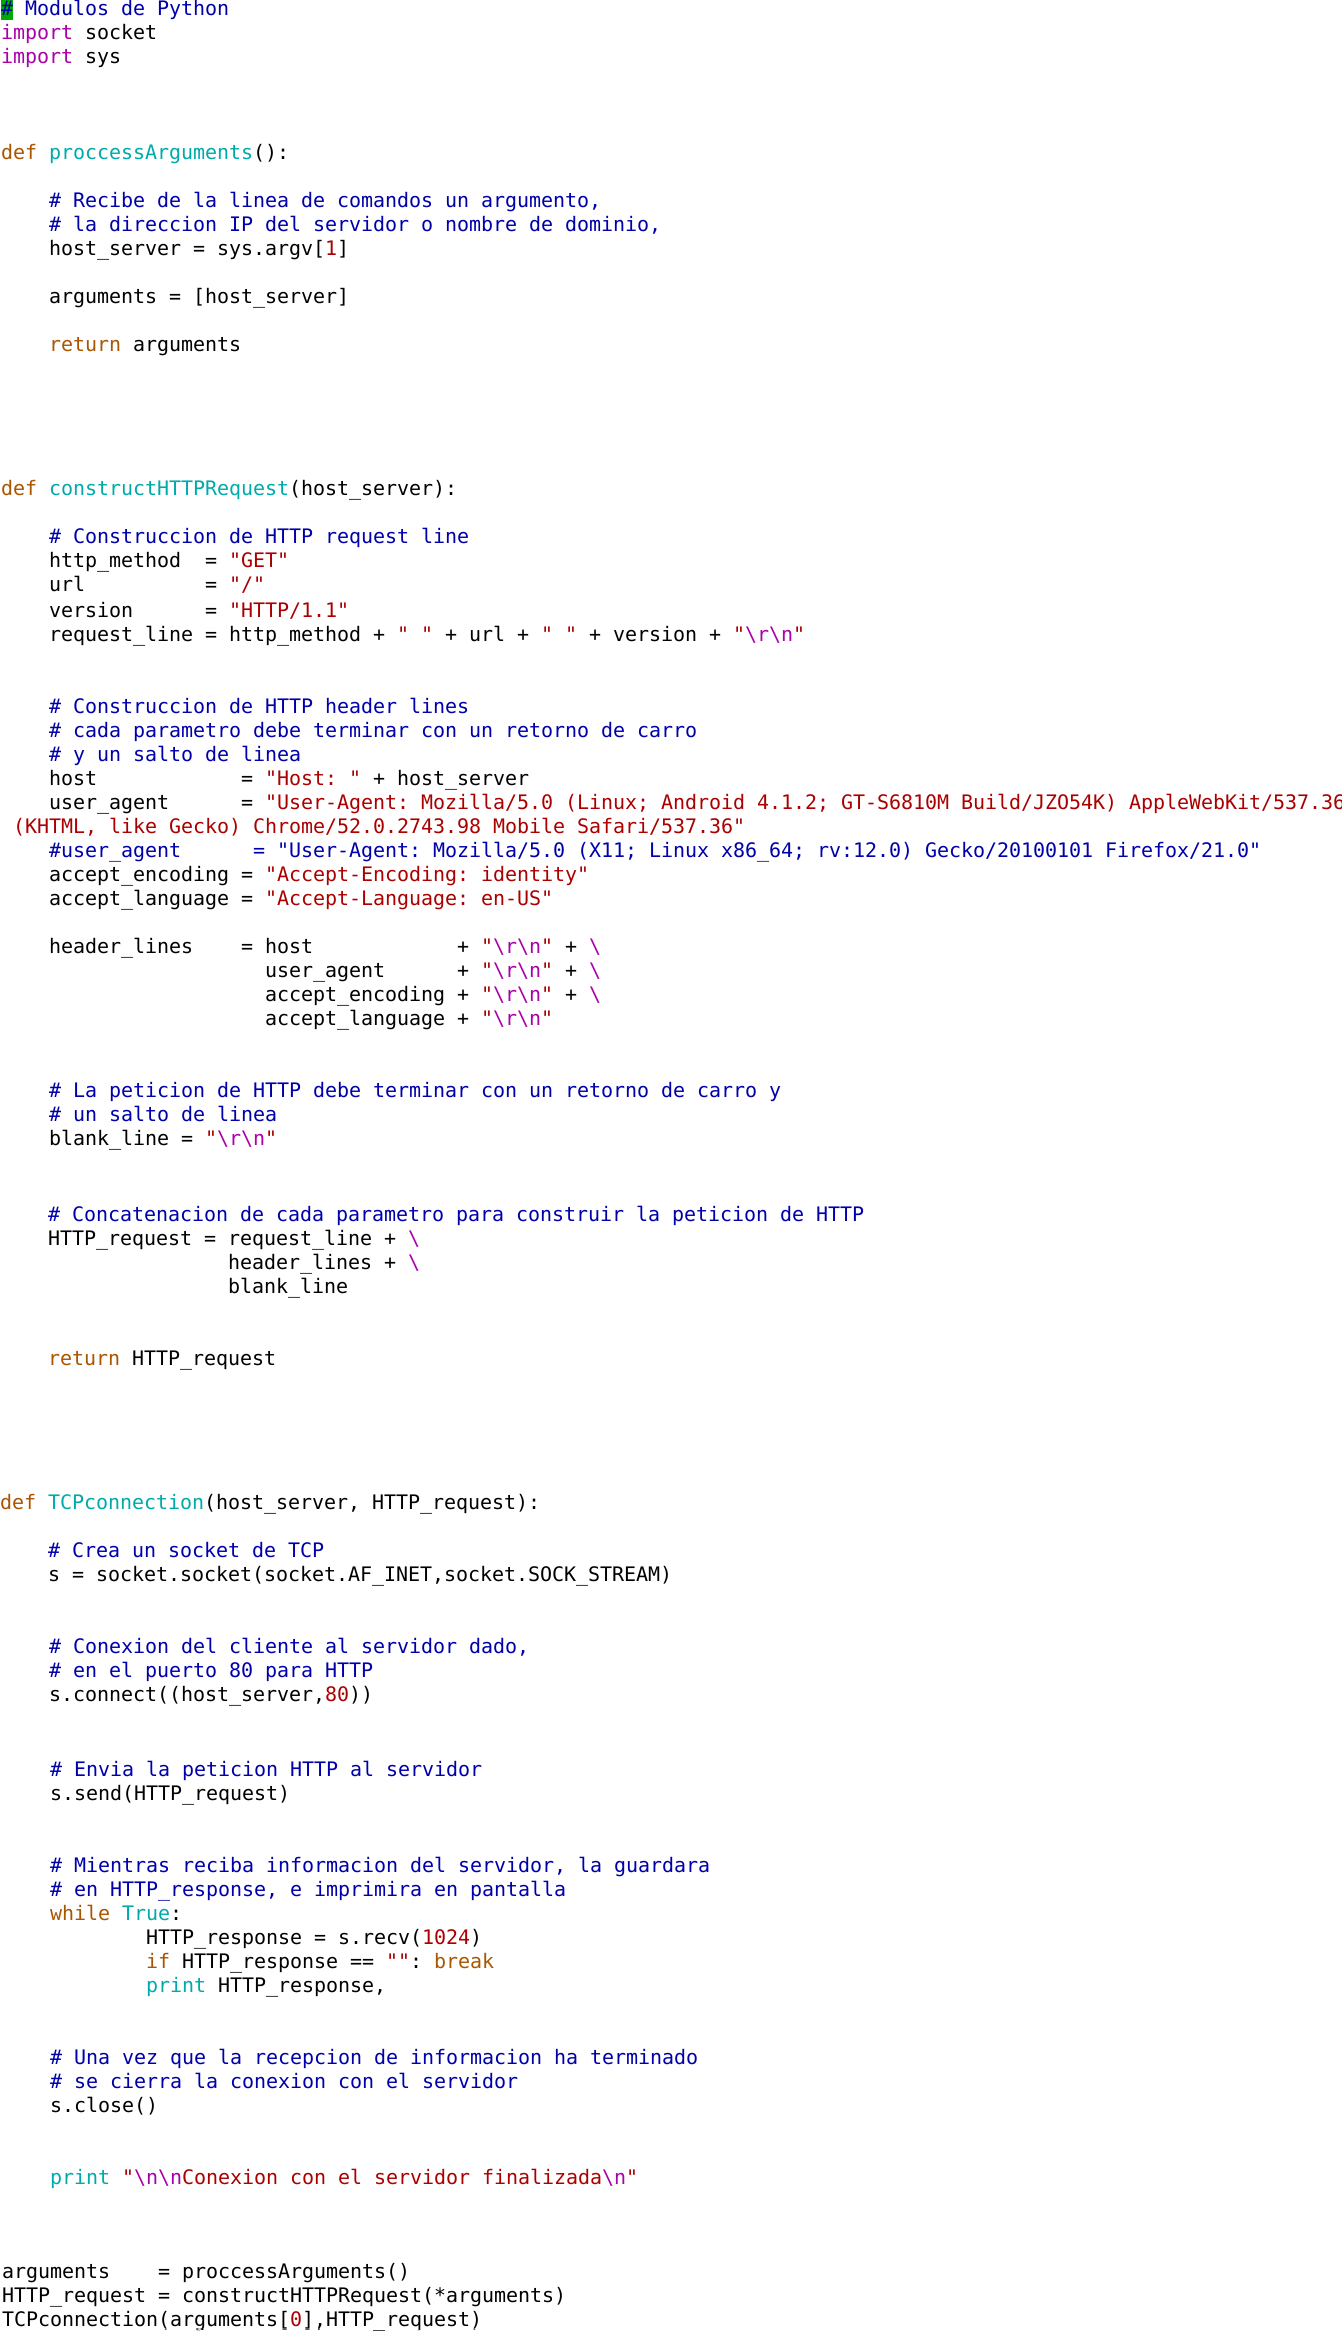 # Modulos de Python
import socket
import sys
def proccessArguments():
    # Recibe de la linea de comandos un argumento,
    # la direccion IP del servidor o nombre de dominio,
    host_server = sys.argv[1]
    arguments = [host_server]
    return arguments
def constructHTTPRequest(host_server):
    # Construccion de HTTP request line
    http_method  = "GET"
    url          = "/"
    version      = "HTTP/1.1"
    request_line = http_method + " " + url + " " + version + "\r\n"
    # Construccion de HTTP header lines
    # cada parametro debe terminar con un retorno de carro
    # y un salto de linea
    host            = "Host: " + host_server
    user_agent      = "User-Agent: Mozilla/5.0 (Linux; Android 4.1.2; GT-S6810M Build/JZO54K) AppleWebKit/537.36
 (KHTML, like Gecko) Chrome/52.0.2743.98 Mobile Safari/537.36"
    #user_agent      = "User-Agent: Mozilla/5.0 (X11; Linux x86_64; rv:12.0) Gecko/20100101 Firefox/21.0"
    accept_encoding = "Accept-Encoding: identity"
    accept_language = "Accept-Language: en-US"
    header_lines    = host            + "\r\n" + \
                      user_agent      + "\r\n" + \
                      accept_encoding + "\r\n" + \
                      accept_language + "\r\n"
    # La peticion de HTTP debe terminar con un retorno de carro y
    # un salto de linea
    blank_line = "\r\n"
    # Concatenacion de cada parametro para construir la peticion de HTTP
    HTTP_request = request_line + \
                   header_lines + \
                   blank_line
    return HTTP_request
def TCPconnection(host_server, HTTP_request):
    # Crea un socket de TCP
    s = socket.socket(socket.AF_INET,socket.SOCK_STREAM)
    # Conexion del cliente al servidor dado,
    # en el puerto 80 para HTTP
    s.connect((host_server,80))
    # Envia la peticion HTTP al servidor
    s.send(HTTP_request)
    # Mientras reciba informacion del servidor, la guardara
    # en HTTP_response, e imprimira en pantalla
    while True:
            HTTP_response = s.recv(1024)
            if HTTP_response == "": break
            print HTTP_response,
    # Una vez que la recepcion de informacion ha terminado
    # se cierra la conexion con el servidor
    s.close()
    print "\n\nConexion con el servidor finalizada\n"
arguments    = proccessArguments()
HTTP_request = constructHTTPRequest(*arguments)
TCPconnection(arguments[0],HTTP_request)